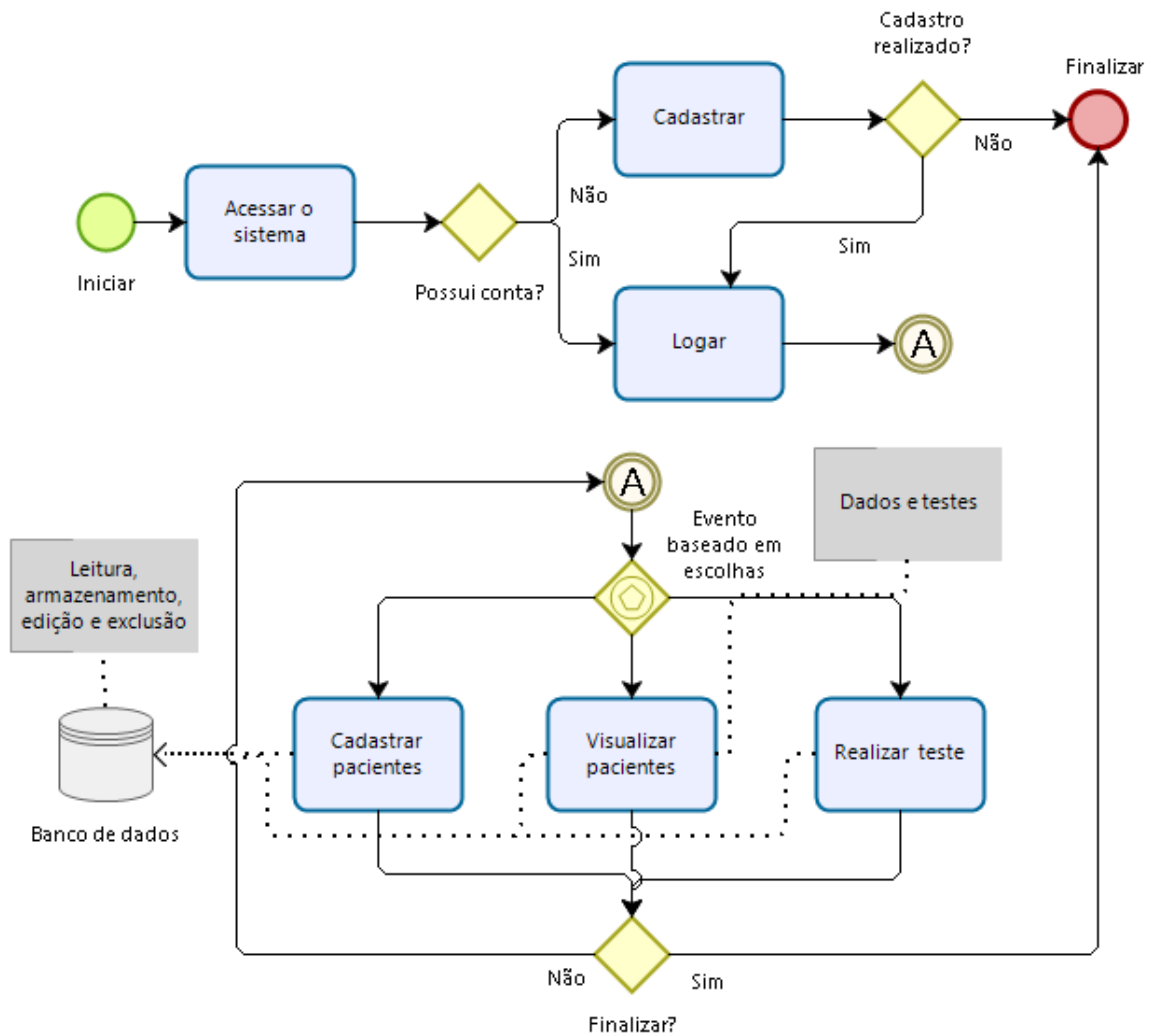 Cadastro
realizado?
Finalizar
Cadastrar
Não
Acessar o
sistema
Não
Iniciar
Sim
Sim
Possui conta?
Logar
A
A
Dados e testes
Evento
baseado em
escolhas
Leitura,
armazenamento,
edição e exclusão
Cadastrar
pacientes
Visualizar
pacientes
Realizar teste
Banco de dados
Não
Sim
Finalizar?